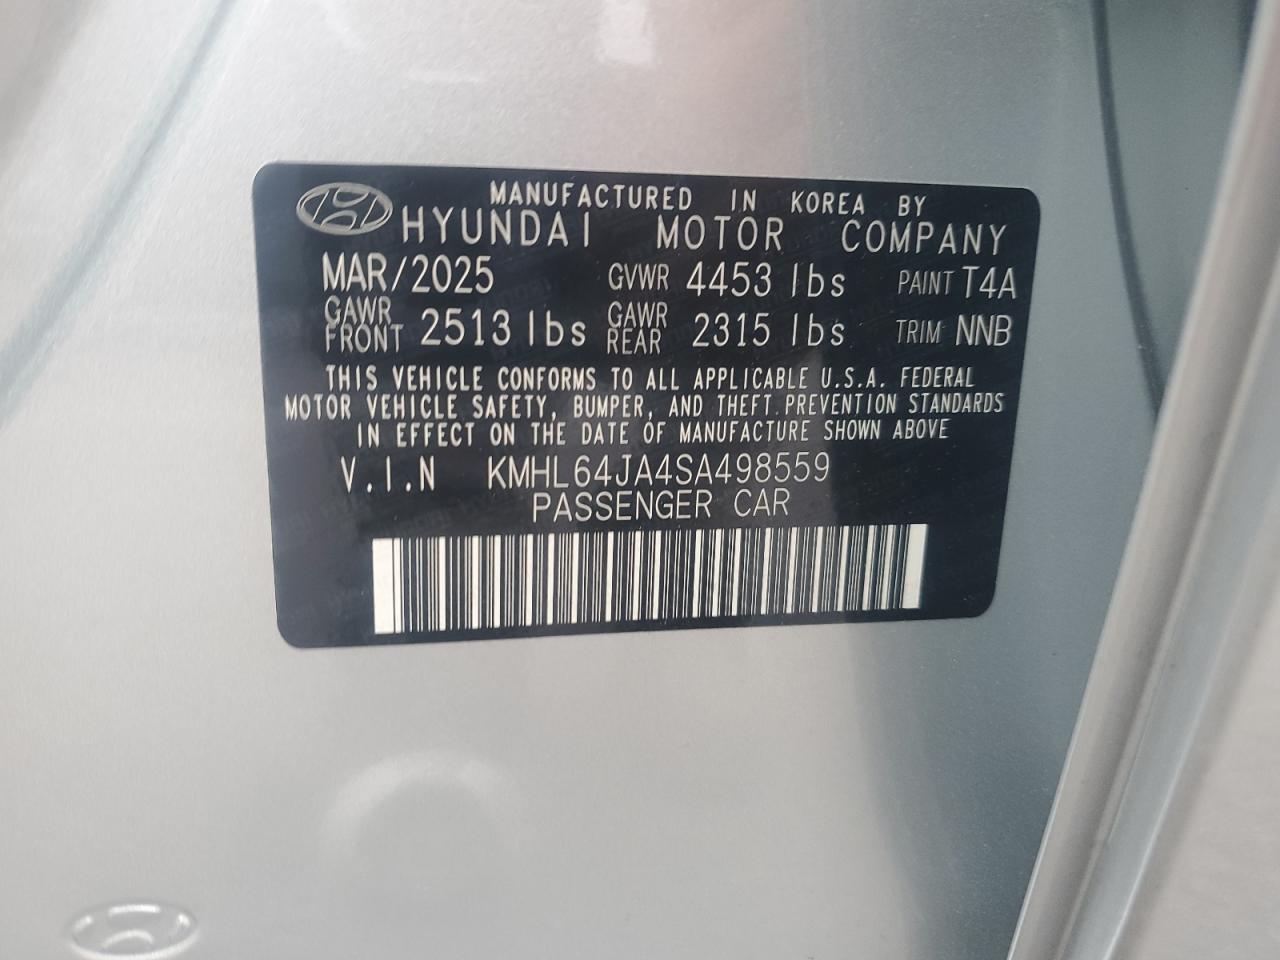 MANUFACTURED IN KOREA BY
HYUNDAI MOTOR COMPANY
MAR/2025 GVWR 4453 lbs PAINT T4A
GAWR FRONT 2513 lbs GAWR REAR 2315 lbs TRIM NNB
THIS VEHICLE CONFORMS TO ALL APPLICABLE U.S.A. FEDERAL
MOTOR VEHICLE SAFETY, BUMPER, AND THEFT PREVENTION STANDARDS
IN EFFECT ON THE DATE OF MANUFACTURE SHOWN ABOVE
V.I.N KMHL64JA4SA498559
PASSENGER CAR